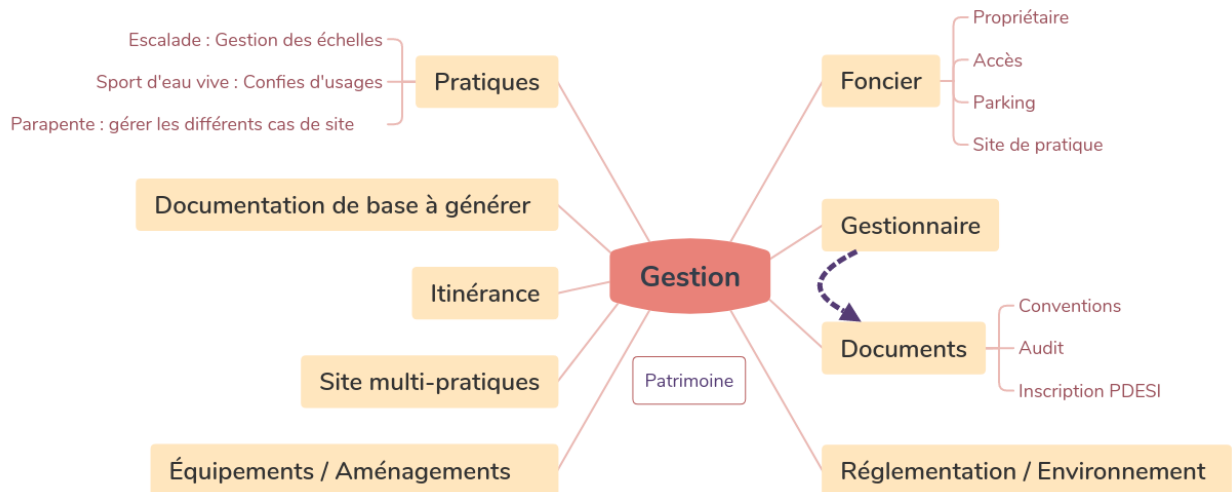 Escalade : Gestion des échelles
Sport d'eau vive : Confies d'usages
Parapente : gérer les différents cas de site
Pratiques
Documentation de base à générer
Itinérance
Site multi-pratiques
Équipements / Aménagements
Gestion
Patrimoine
Foncier
Propriétaire
Accès
Parking
Site de pratique
Gestionnaire
Documents
Conventions
Audit
Inscription PDESI
Réglementation / Environnement